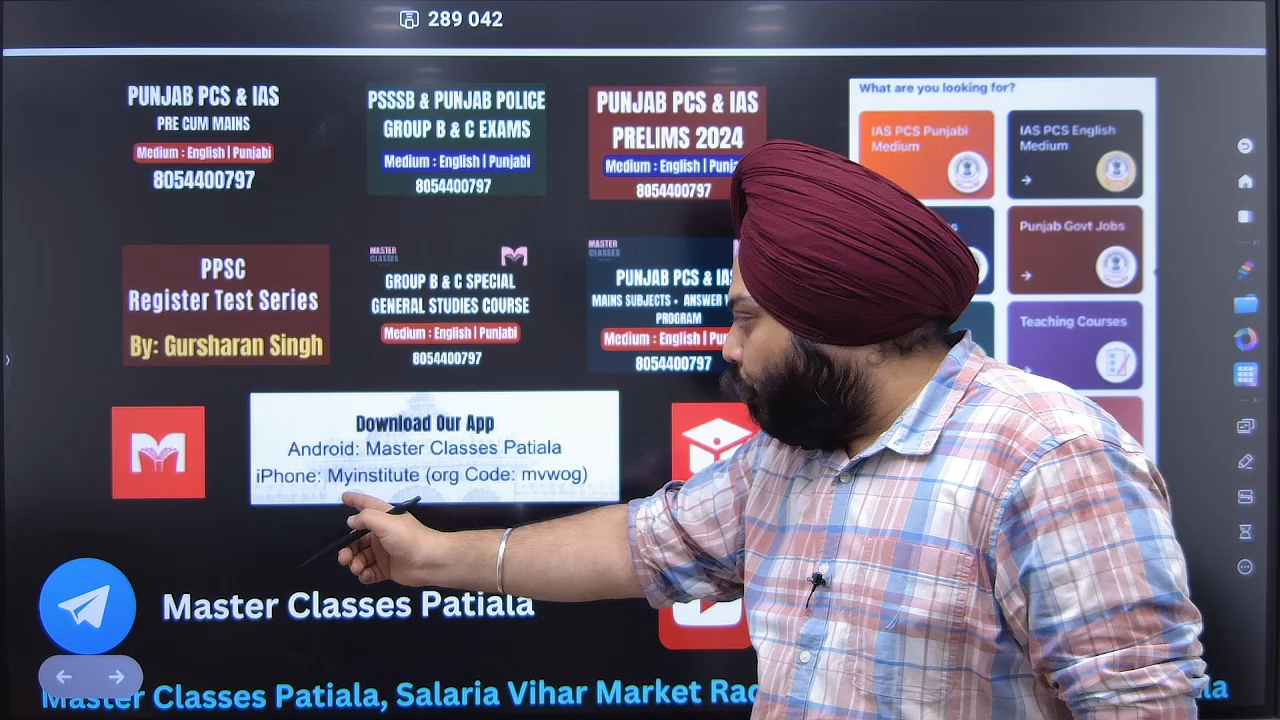 289 042
PUNJAB PCS & IAS
PRE CUM MAINS
Medium : English | Punjabi
8054400797
PSSSB & PUNJAB POLICE
GROUP B & C EXAMS
Medium : English | Punjabi
8054400797
PUNJAB PCS & IAS
PRELIMS 2024
Medium : English |
8054400797
What are you looking for?
IAS PCS Punjabi
Medium
IAS PCS English
Medium
Punjab Govt Jobs
Teaching Courses
PPSC
Register Test Series
By: Gursharan Singh
MASTER
CLASSES
GROUP B & C SPECIAL
GENERAL STUDIES COURSE
Medium : English | Punjabi
8054400797
MASTER
CLASSES
PUNJAB PCS & IAS
MAINS SUBJECTS + ANSWER
PROGRAM
Medium : English |
8054400797
Download Our App
Android: Master Classes Patiala
iPhone: Myinstitute (org Code: mvwog)
Master Classes Patiala
Master Classes Patiala, Salaria Vihar Market